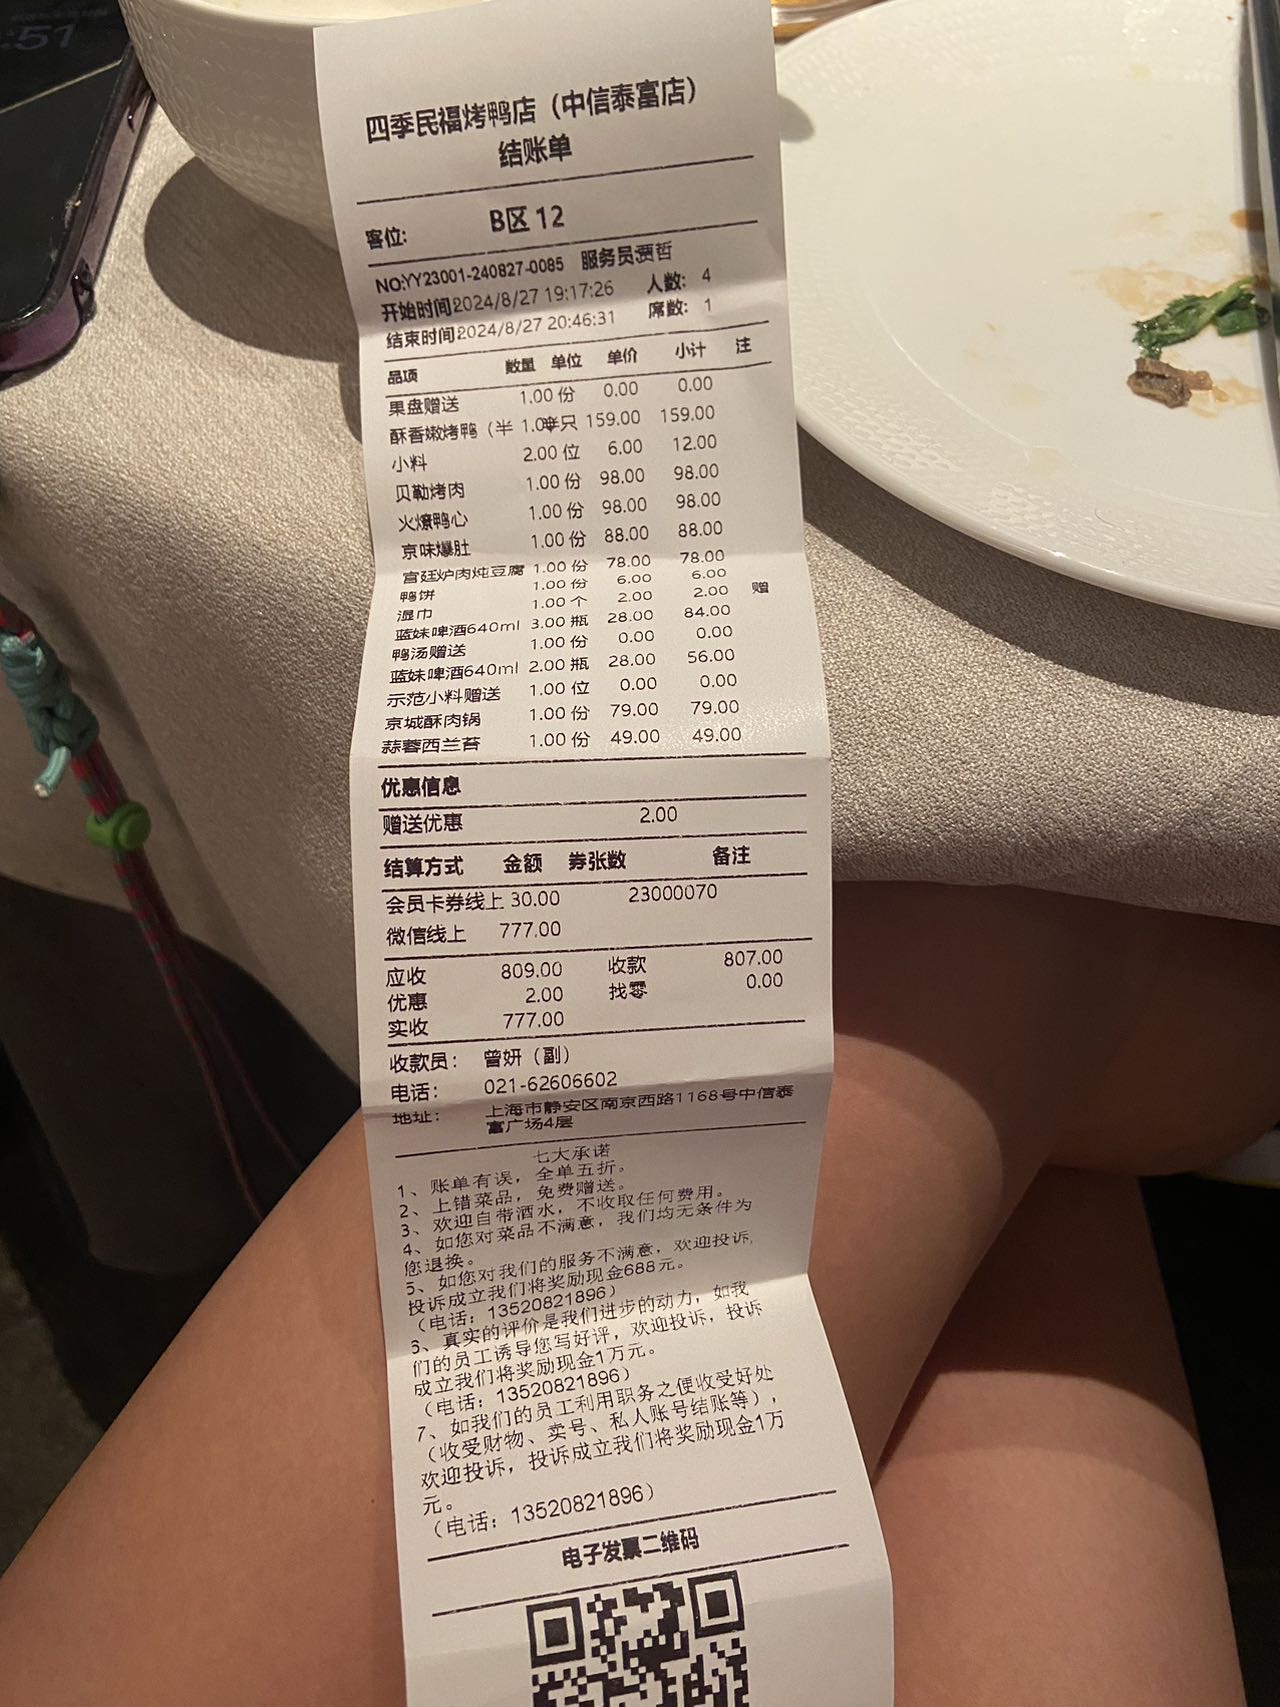 :51
四季民福烤鸭店（中信泰富店）
结账单
客位: B区 12
NO:YY23001-240827-0085 服务员:贾哲
开始时间2024/8/27 19:17:26 人数: 4
结束时间2024/8/27 20:46:31 席数: 1
品项 数量 单位 单价 小计 注
果盘赠送 1.00 份 0.00 0.00
酥香嫩烤鸭（半 1.00半只 159.00 159.00
小料 2.00 位 6.00 12.00
贝勒烤肉 1.00 份 98.00 98.00
火燎鸭心 1.00 份 98.00 98.00
京味爆肚 1.00 份 88.00 88.00
宫廷炉肉炖豆腐 1.00 份 78.00 78.00
鸭饼 1.00 份 6.00 6.00
湿巾 1.00 个 2.00 2.00 赠
蓝妹啤酒640ml 3.00 瓶 28.00 84.00
鸭汤赠送 1.00 份 0.00 0.00
蓝妹啤酒640ml 2.00 瓶 28.00 56.00
示范小料赠送 1.00 位 0.00 0.00
京城酥肉锅 1.00 份 79.00 79.00
蒜蓉西兰苔 1.00 份 49.00 49.00
优惠信息
赠送优惠 2.00
结算方式 金额 券张数 备注
会员卡券线上 30.00 23000070
微信线上 777.00
应收 809.00 收款 807.00
优惠 2.00 找零 0.00
实收 777.00
收款员: 曾妍（副）
电话: 021-62606602
地址: 上海市静安区南京西路1168号中信泰
富广场4层
七大承诺
1、账单有误，全单五折。
2、上错菜品，免费赠送。
3、欢迎自带酒水，不收取任何费用。
4、如您对菜品不满意，我们均无条件为
您退换。
5、如您对我们的服务不满意，欢迎投诉,
投诉成立我们将奖励现金688元。
（电话：13520821896）
6、真实的评价是我们进步的动力，如我
们的员工诱导您写好评，欢迎投诉，投诉
成立我们将奖励现金1万元。
（电话：13520821896）
7、如我们的员工利用职务之便收受好处
（收受财物、卖号、私人账号结账等），
欢迎投诉，投诉成立我们将奖励现金1万
元。
（电话：13520821896）
电子发票二维码